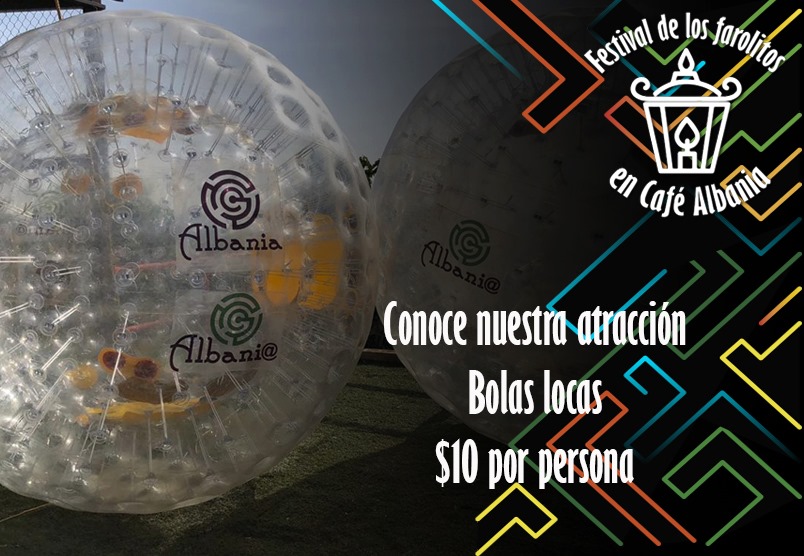 Festival de los farolitos
en Café Albania
Albania
Albani@
Albani@
Conoce nuestra atracción
Bolas locas
$10 por persona